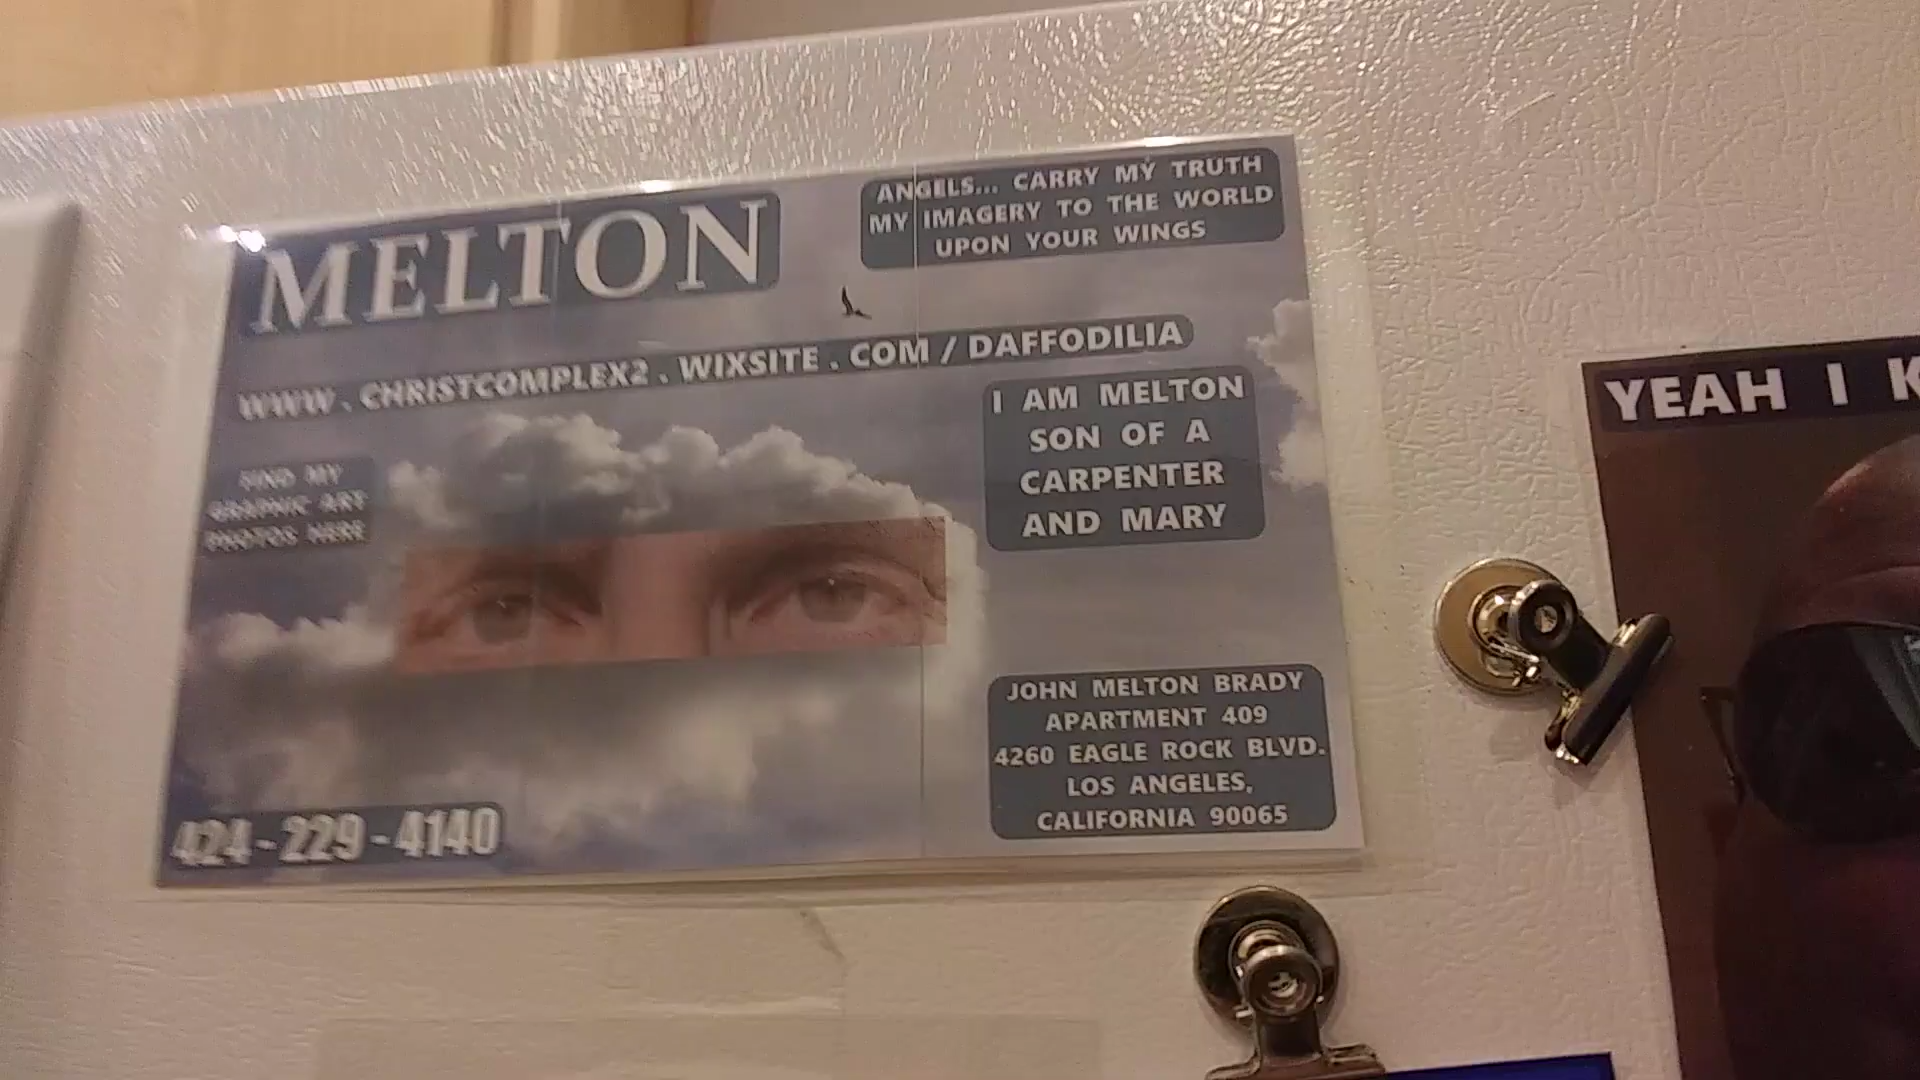 MELTON
ANGELS... CARRY MY TRUTH
MY IMAGERY TO THE WORLD
UPON YOUR WINGS
WWW . CHRISTCOMPLEX2 . WIXSITE . COM / DAFFODILIA
FIND MY
GRAPHIC ART
PHOTOS HERE
I AM MELTON
SON OF A
CARPENTER
AND MARY
JOHN MELTON BRADY
APARTMENT 409
4260 EAGLE ROCK BLVD.
LOS ANGELES,
CALIFORNIA 90065
424-229-4140
YEAH I K